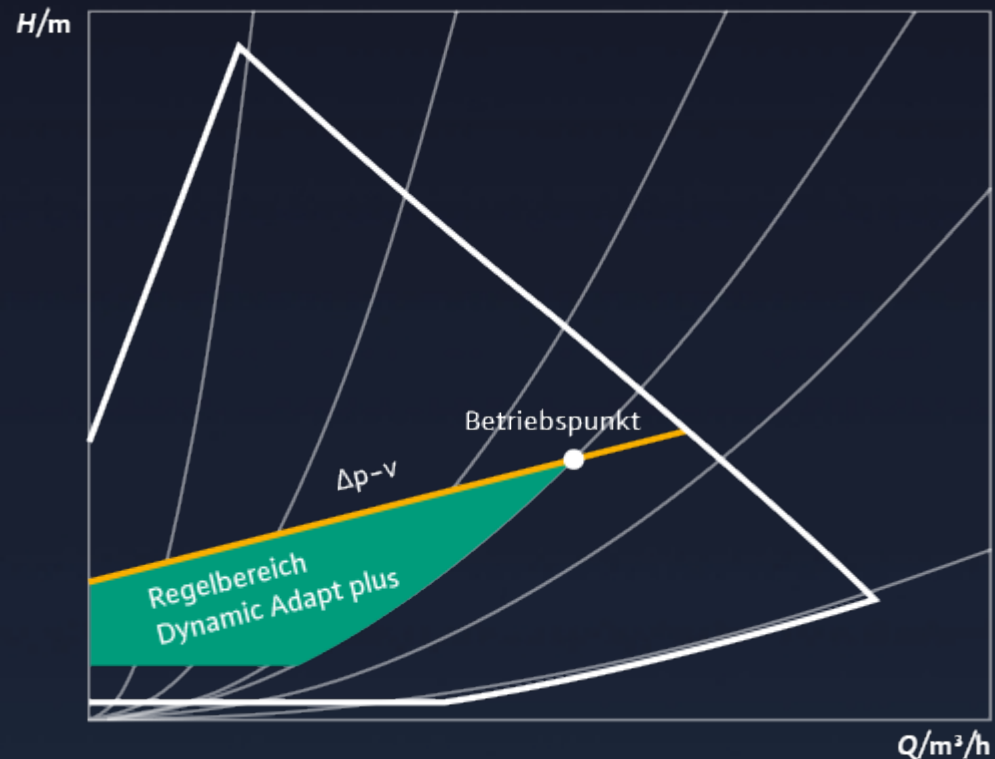 H/m
Betriebspunkt
Δp–v
Regelbereich
Dynamic Adapt plus
Q/m³/h